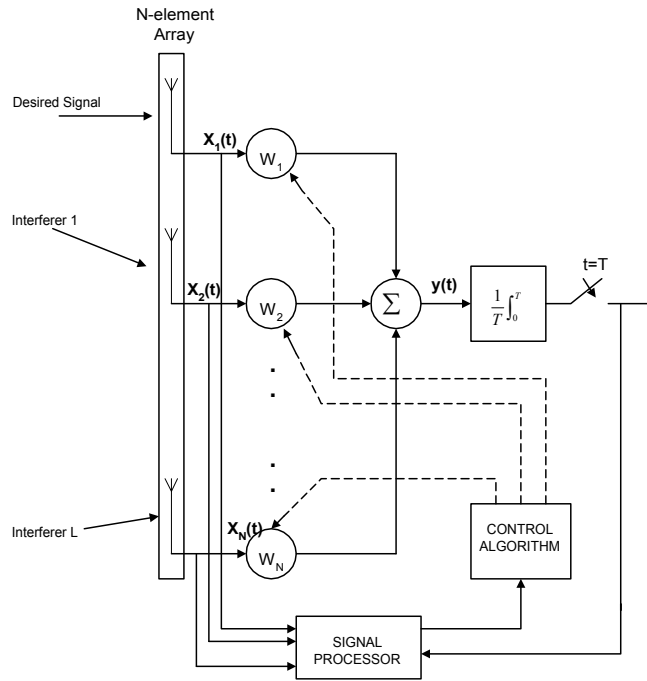 N-element
Array
Desired Signal
X1(t)
W1
Interferer 1
X2(t)
W2
Σ
y(t)
1/T ∫0^T
t=T
Interferer L
XN(t)
WN
CONTROL
ALGORITHM
SIGNAL
PROCESSOR